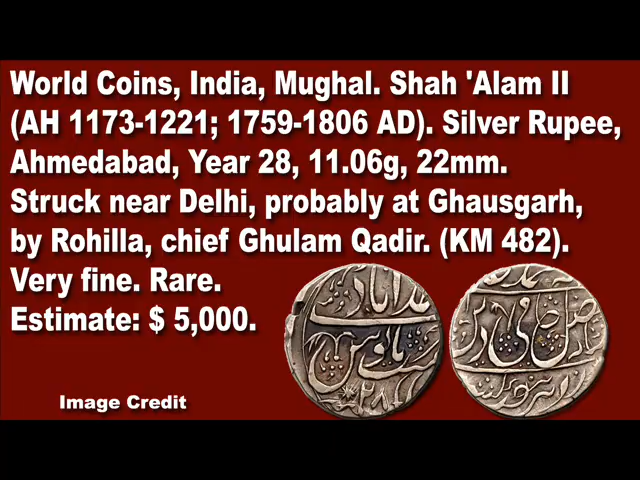 World Coins, India, Mughal. Shah 'Alam II
(AH 1173-1221; 1759-1806 AD). Silver Rupee,
Ahmedabad, Year 28, 11.06g, 22mm.
Struck near Delhi, probably at Ghausgarh,
by Rohilla, chief Ghulam Qadir. (KM 482).
Very fine. Rare.
Estimate: $ 5,000.
Image Credit